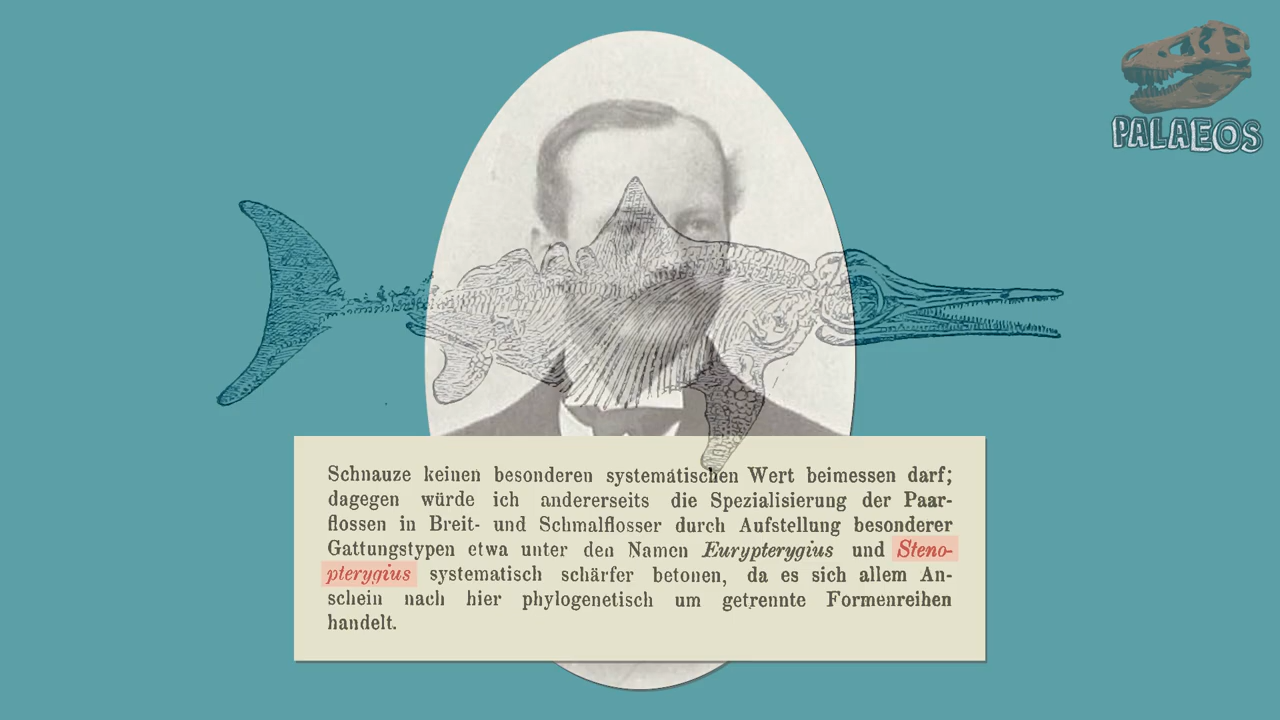 PALAEOS
Schnauze keinen besonderen systematischen Wert beimessen darf;
dagegen würde ich andererseits die Spezialisierung der Paar-
flossen in Breit- und Schmalflosser durch Aufstellung besonderer
Gattungstypen etwa unter den Namen Eurypterygius und Steno-
pterygius systematisch schärfer betonen, da es sich allem An-
schein nach hier phylogenetisch um getrennte Formenreihen
handelt.